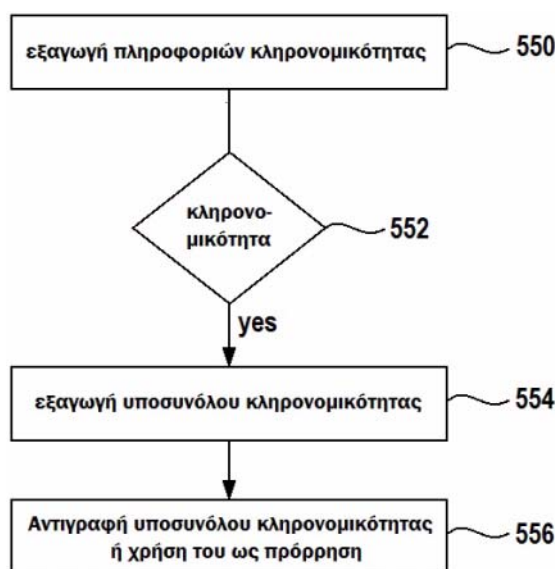 εξαγωγή πληροφοριών κληρονομικότητας
550
κληρονο-
μικότητα
552
yes
εξαγωγή υποσυνόλου κληρονομικότητας
554
Αντιγραφή υποσυνόλου κληρονομικότητας
ή χρήση του ως πρόρρηση
556